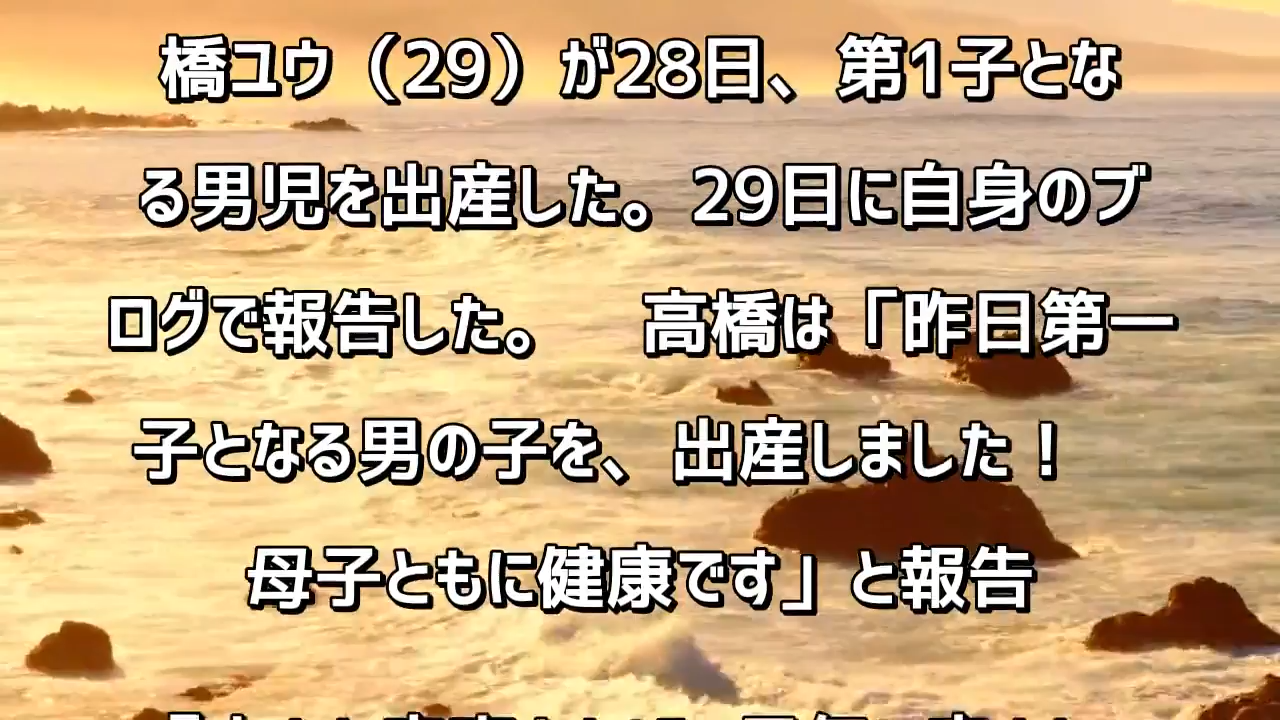 橋ユウ（29）が28日、第1子とな
る男児を出産した。29日に自身のブ
ログで報告した。　高橋は「昨日第一
子となる男の子を、出産しました！
母子ともに健康です」と報告